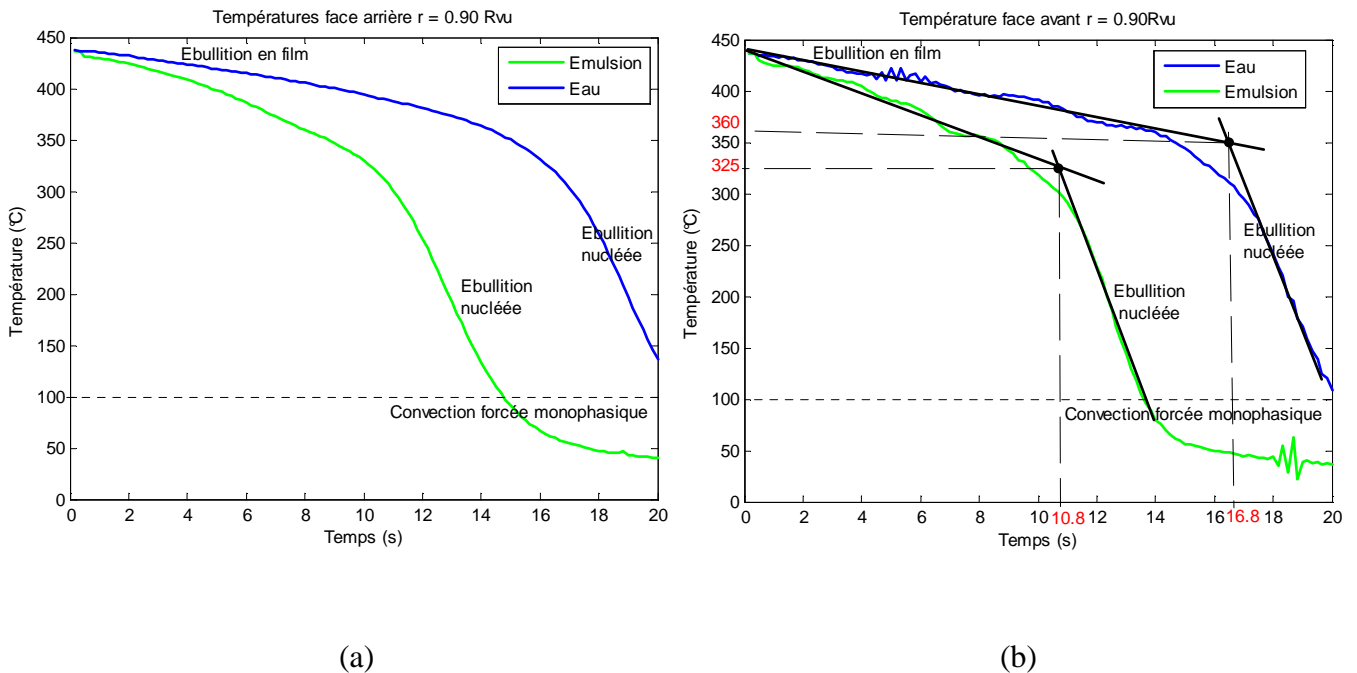 Températures face arrière r = 0.90 Rvu
450
400
350
300
250
200
150
100
50
0
Température (°C)
Ebullition en film
Emulsion
Eau
Ebullition
nucléée
Ebullition
nucléée
Convection forcée monophasique
0 2 4 6 8 10 12 14 16 18 20
Temps (s)
(a)
Température face avant r = 0.90Rvu
450
400
360
350
325
300
250
200
150
100
50
0
Température (°C)
Ebullition en film
Eau
Emulsion
Ebullition
nucléée
Ebullition
nucléée
Convection forcée monophasique
0 2 4 6 8 10 10.8 12 14 16 16.8 18 20
Temps (s)
(b)